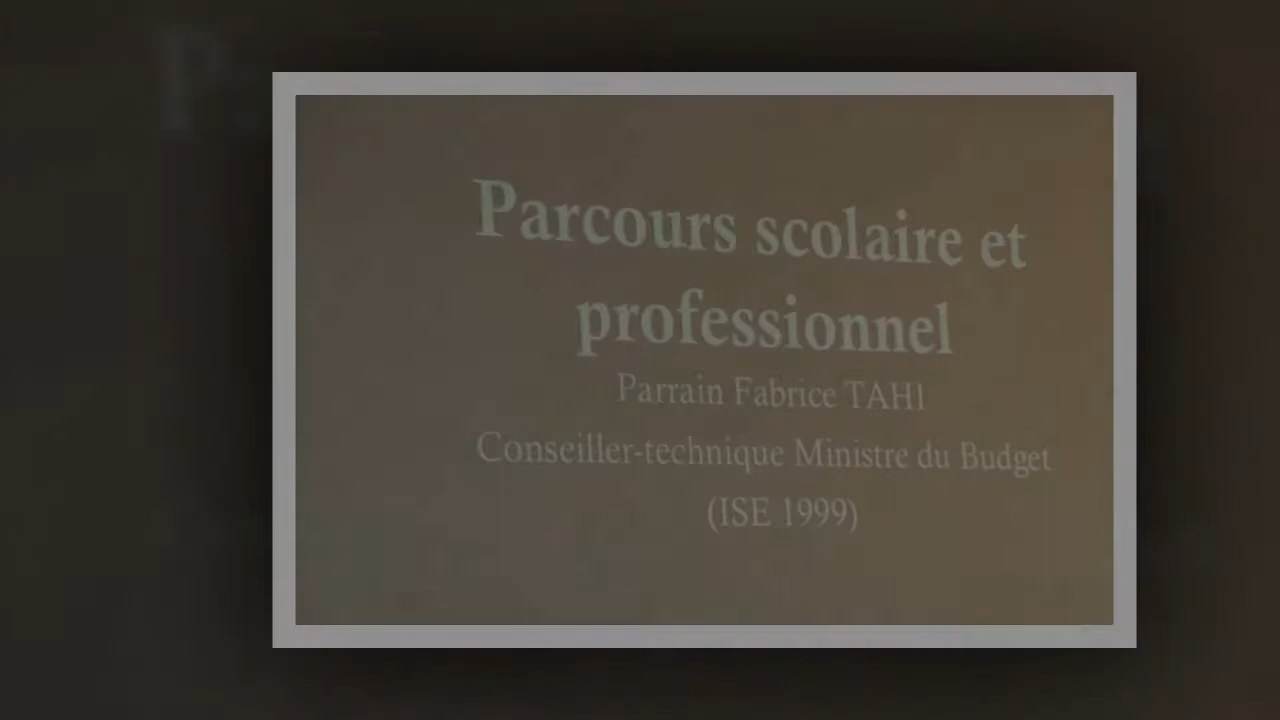 Parcours scolaire et
professionnel
Parrain Fabrice TAHI
Conseiller-technique Ministre du Budget
(ISE 1999)